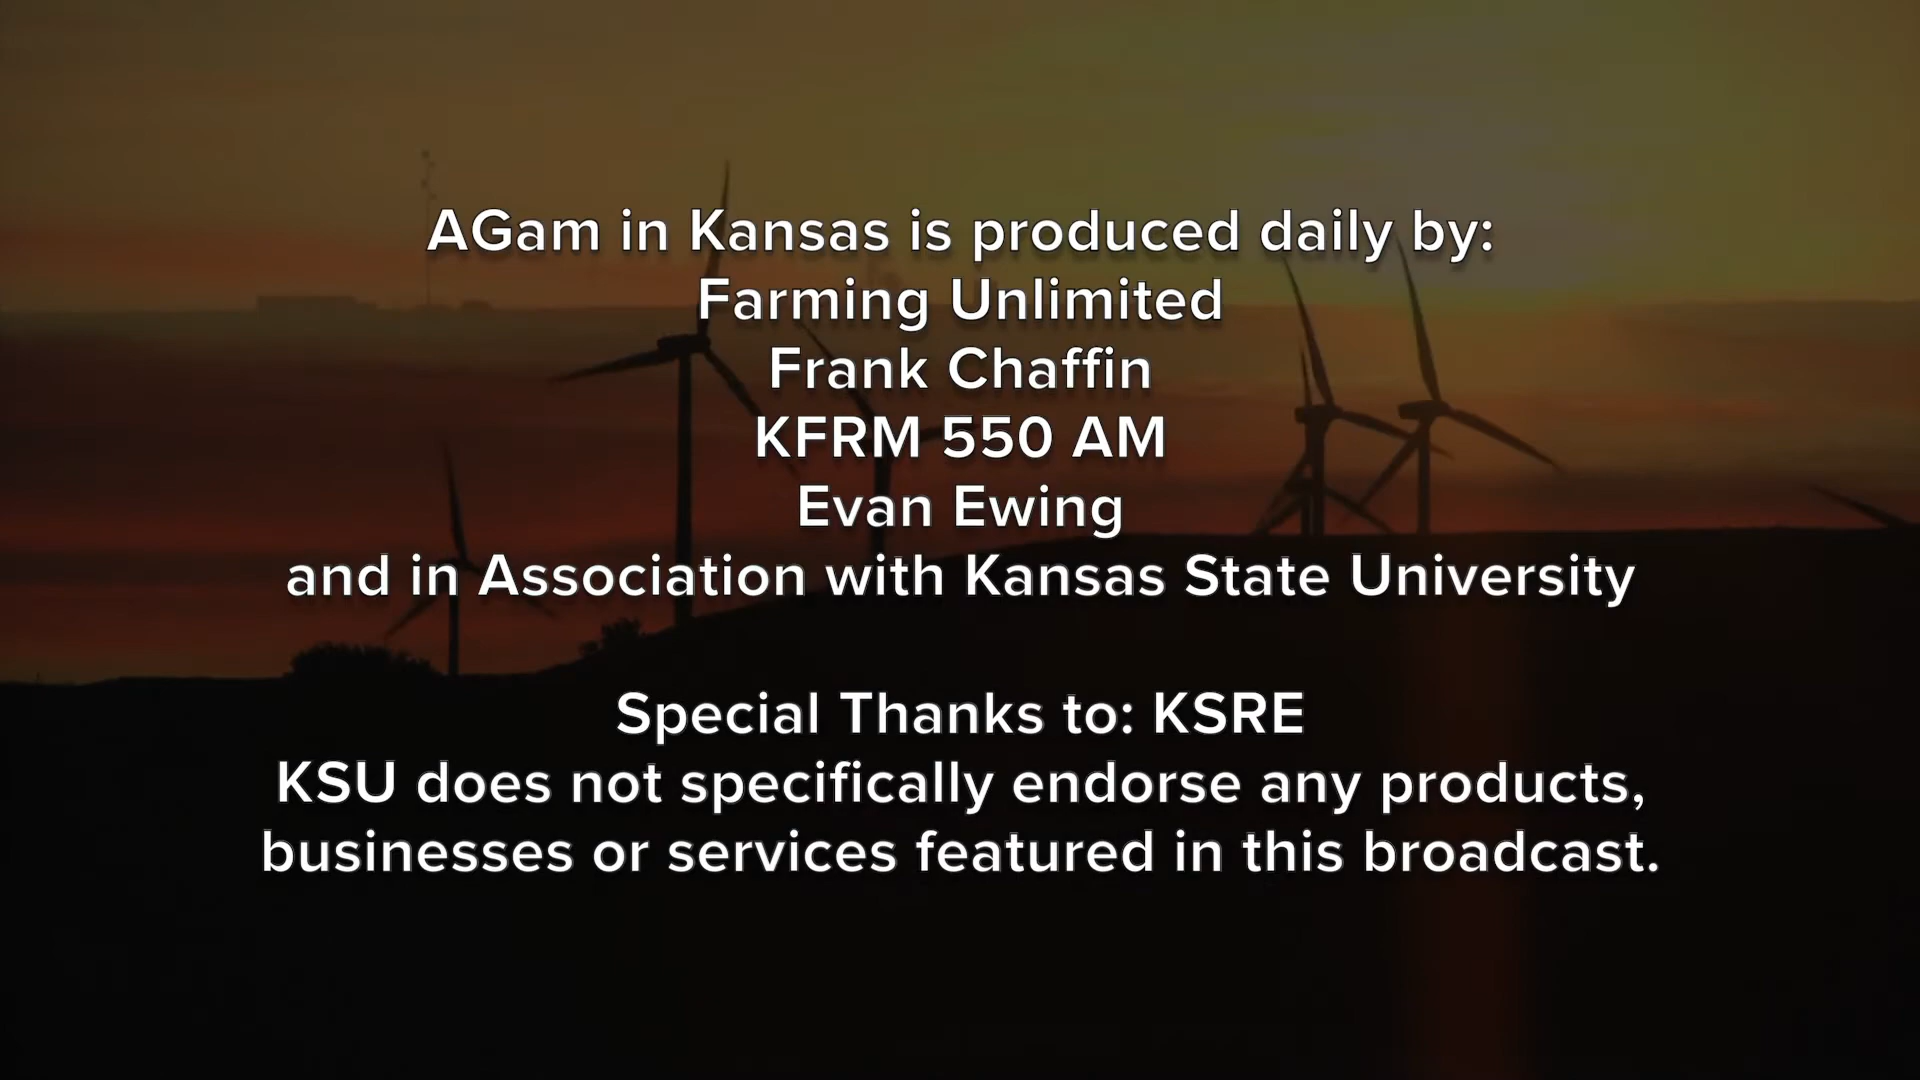 AGam in Kansas is produced daily by:
Farming Unlimited
Frank Chaffin
KFRM 550 AM
Evan Ewing
and in Association with Kansas State University
Special Thanks to: KSRE
KSU does not specifically endorse any products,
businesses or services featured in this broadcast.